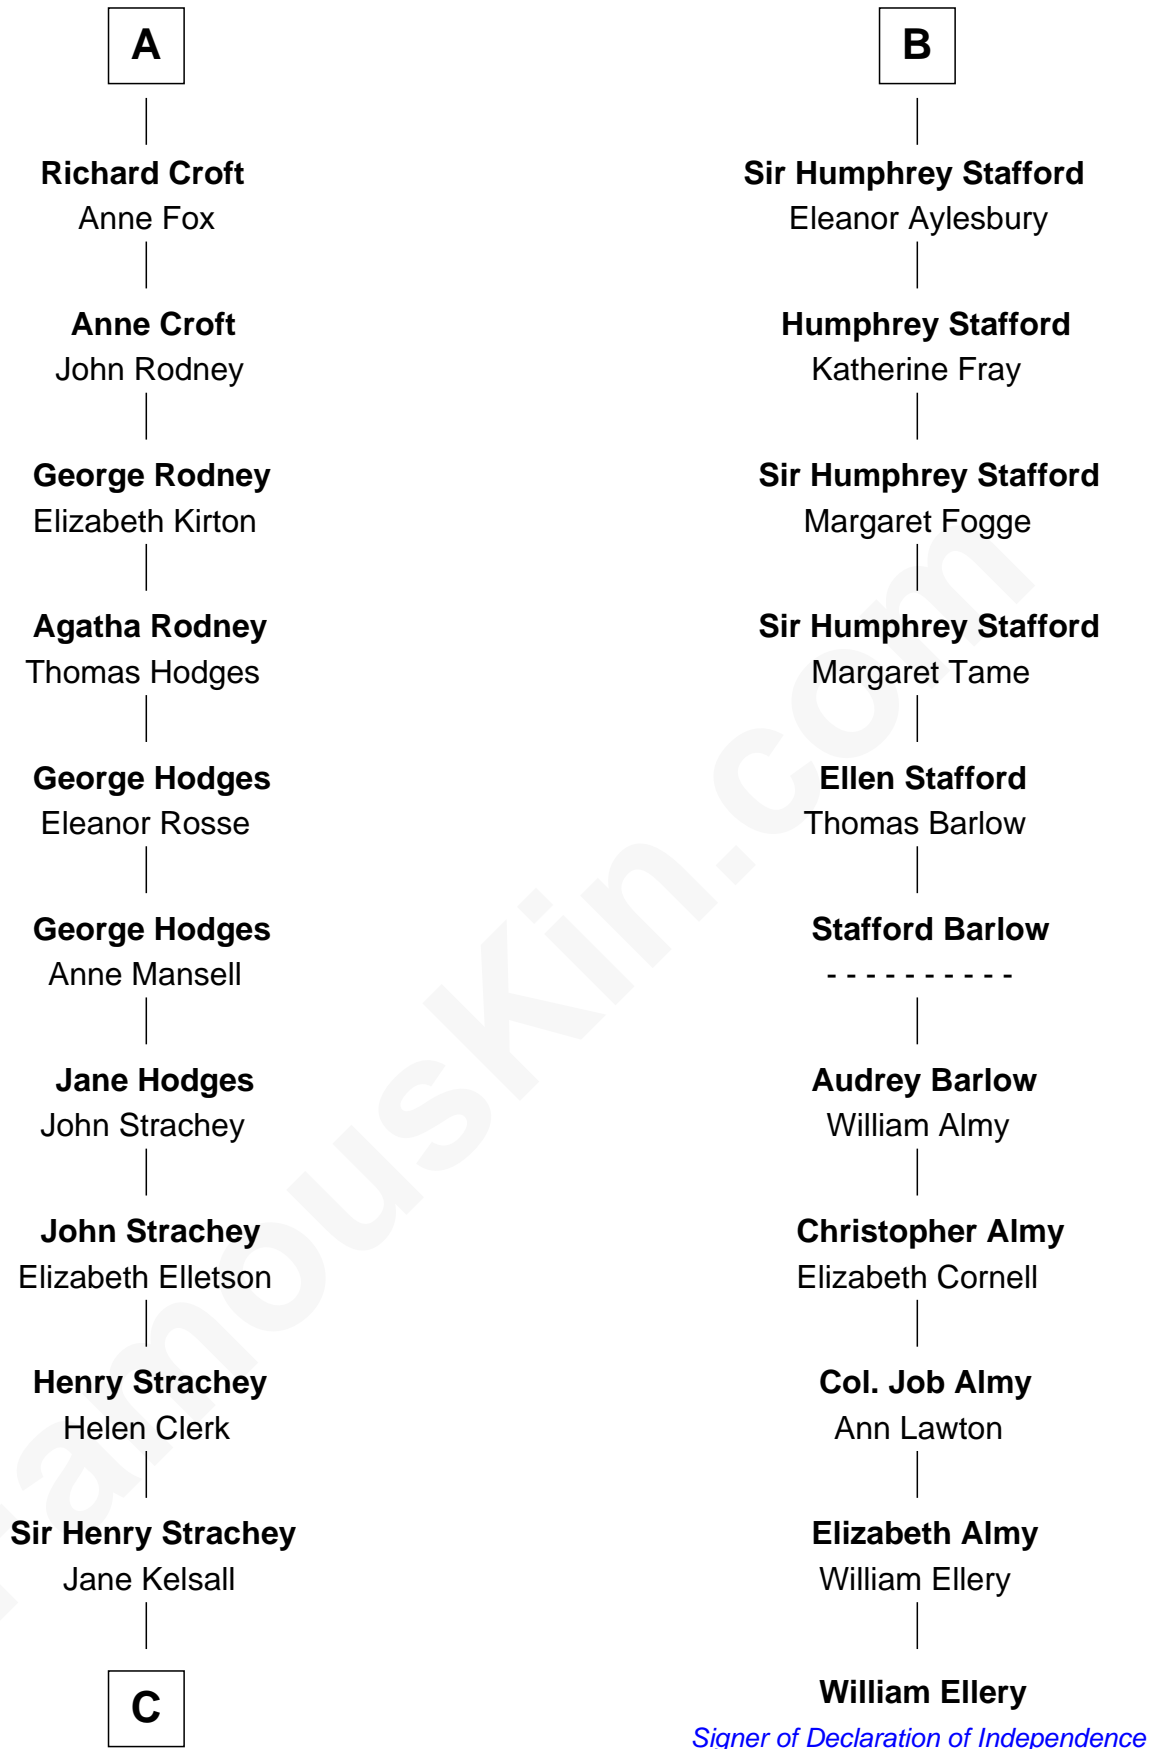 A
Richard Croft
Anne Fox
Anne Croft
John Rodney
George Rodney
Elizabeth Kirton
Agatha Rodney
Thomas Hodges
George Hodges
Eleanor Rosse
George Hodges
Anne Mansell
Jane Hodges
John Strachey
John Strachey
Elizabeth Elletson
Henry Strachey
Helen Clerk
Sir Henry Strachey
Jane Kelsall
C
B
Sir Humphrey Stafford
Eleanor Aylesbury
Humphrey Stafford
Katherine Fray
Sir Humphrey Stafford
Margaret Fogge
Sir Humphrey Stafford
Margaret Tame
Ellen Stafford
Thomas Barlow
Stafford Barlow
- - - - - - - - - -
Audrey Barlow
William Almy
Christopher Almy
Elizabeth Cornell
Col. Job Almy
Ann Lawton
Elizabeth Almy
William Ellery
William Ellery
Signer of Declaration of Independence
FamousKin.com